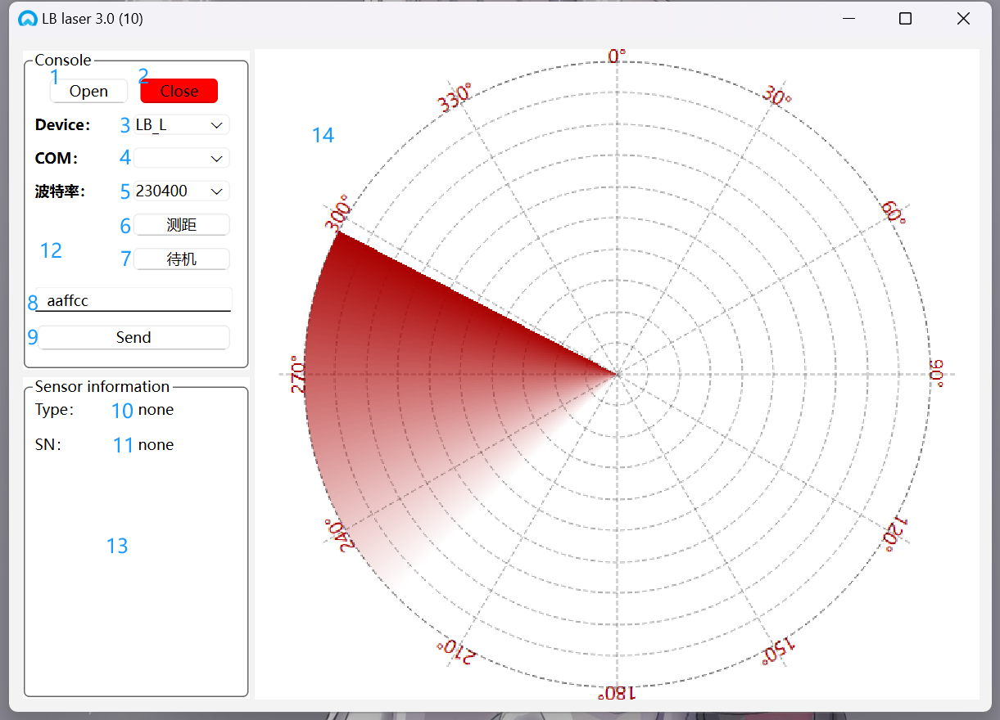 LB laser 3.0 (10)
Console
1 Open 2 Close
Device: 3 LB_L
COM: 4
波特率: 5 230400
6 测距
12
7 待机
8 aaffcc
9 Send
Sensor information
Type: 10 none
SN: 11 none
13
14
0°
30°
60°
90°
120°
150°
180°
210°
240°
270°
300°
330°